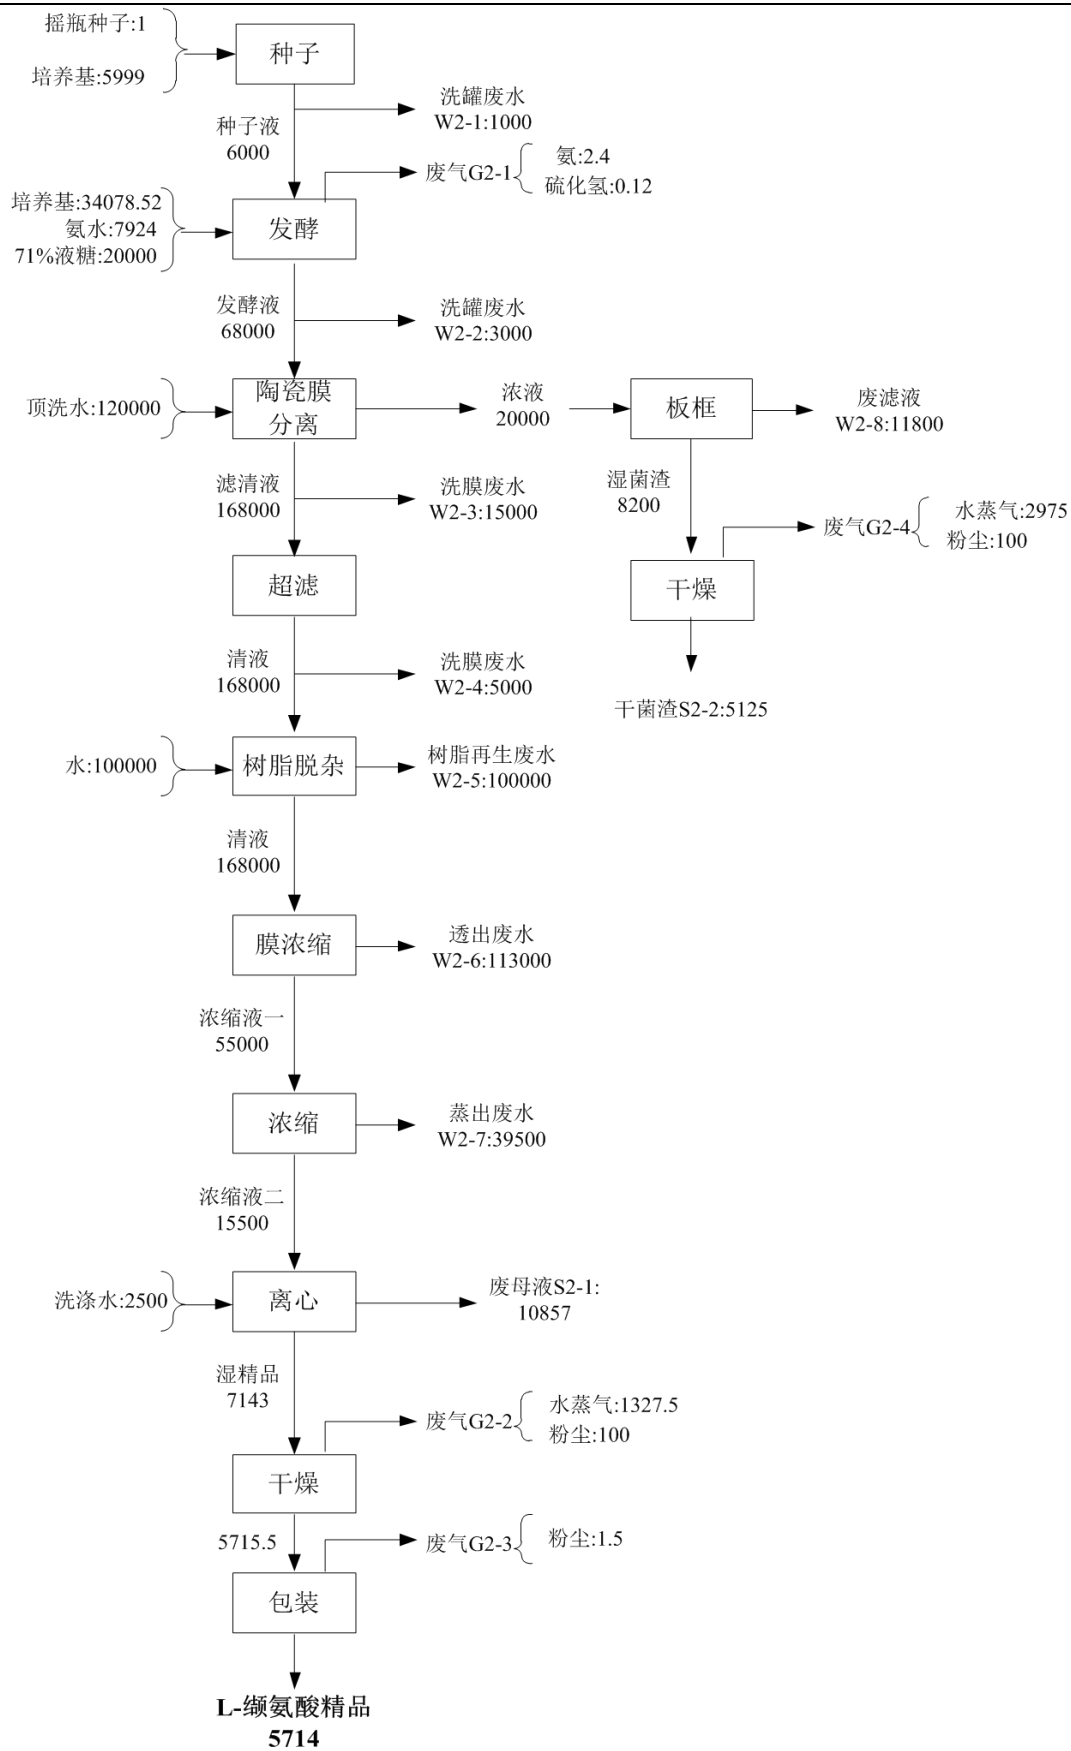 摇瓶种子:1
培养基:5999
种子
洗罐废水
W2-1:1000
种子液
6000
废气G2-1
氨:2.4
硫化氢:0.12
培养基:34078.52
氨水:7924
71%液糖:20000
发酵
发酵液
68000
洗罐废水
W2-2:3000
顶洗水:120000
陶瓷膜
分离
浓液
20000
板框
废滤液
W2-8:11800
滤清液
168000
洗膜废水
W2-3:15000
湿菌渣
8200
废气G2-4
水蒸气:2975
粉尘:100
超滤
干燥
清液
168000
洗膜废水
W2-4:5000
干菌渣S2-2:5125
水:100000
树脂脱杂
树脂再生废水
W2-5:100000
清液
168000
膜浓缩
透出废水
W2-6:113000
浓缩液一
55000
浓缩
蒸出废水
W2-7:39500
浓缩液二
15500
洗涤水:2500
离心
废母液S2-1:
10857
湿精品
7143
废气G2-2
水蒸气:1327.5
粉尘:100
干燥
5715.5
废气G2-3
粉尘:1.5
包装
L-缬氨酸精品
5714